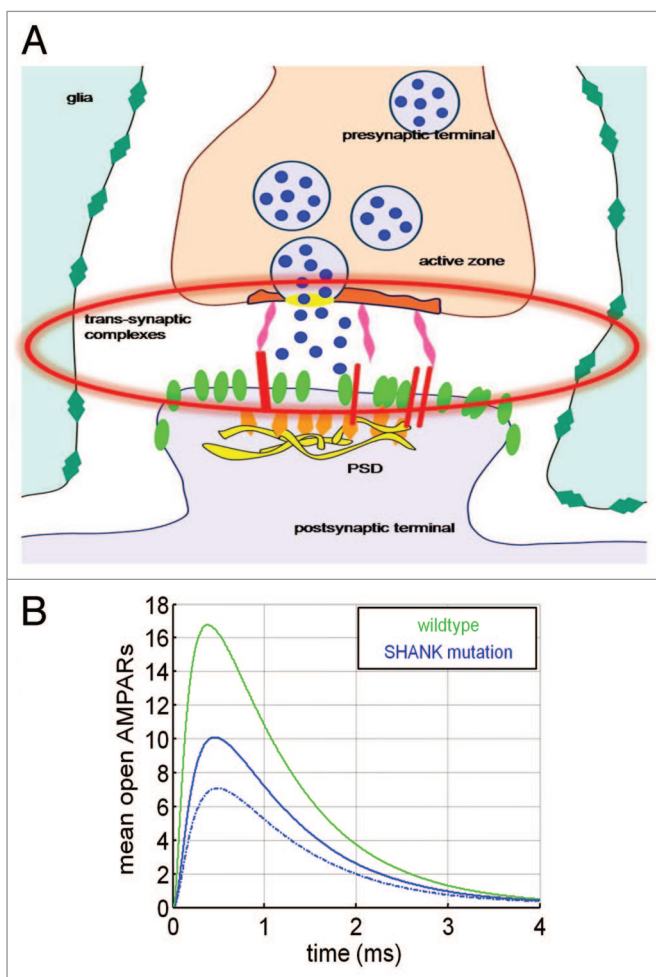 A
glia
presynaptic terminal
active zone
trans-synaptic
complexes
PSD
postsynaptic terminal
B
18
16
14
12
10
8
6
4
2
0
mean open AMPARs
wildtype
SHANK mutation
0 1 2 3 4
time (ms)